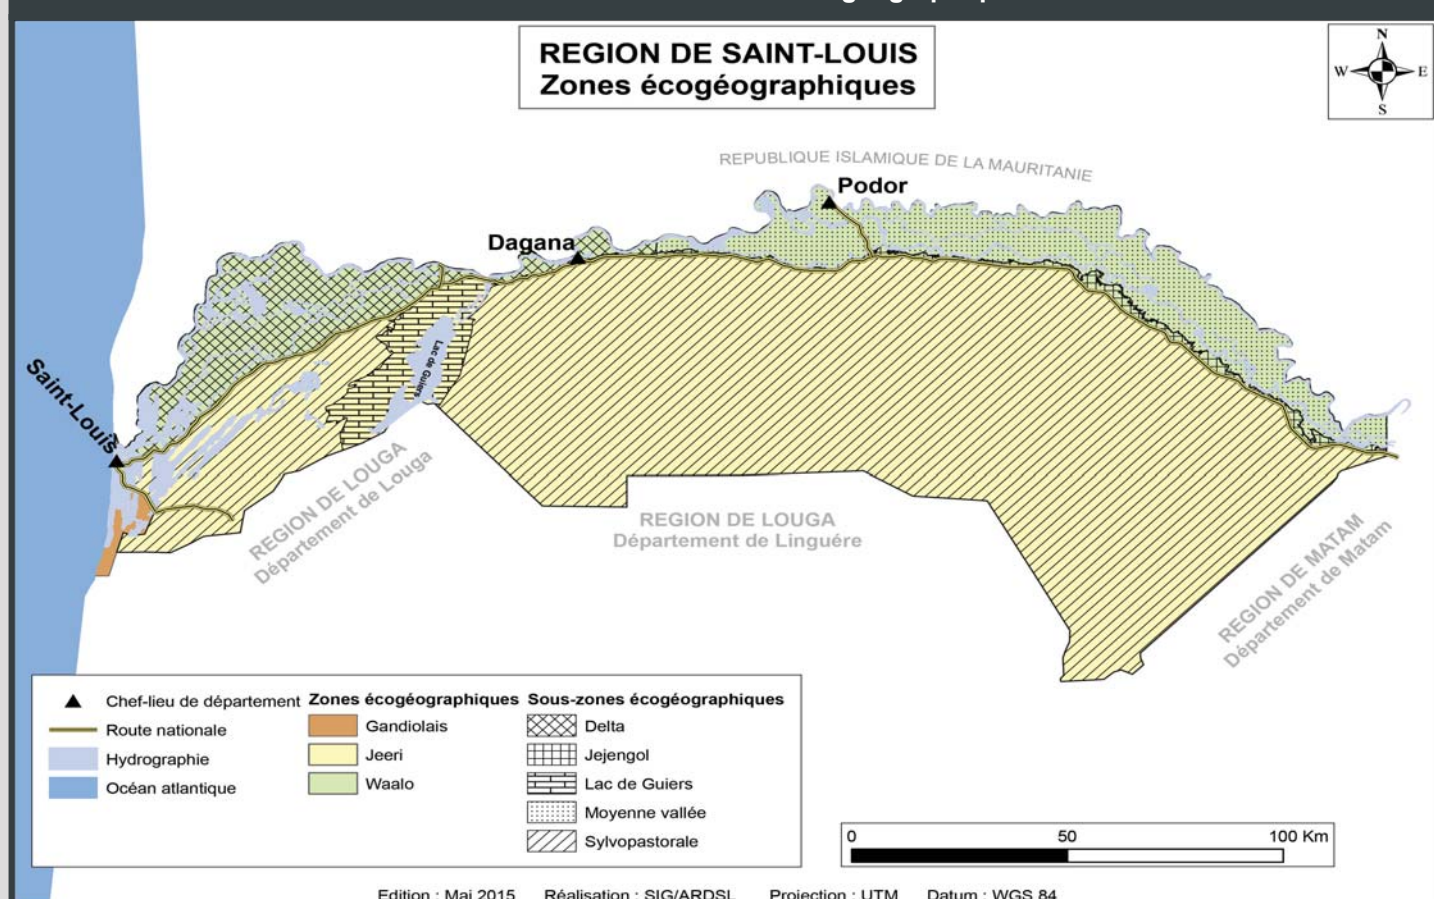 REGION DE SAINT-LOUIS
Zones écogéographiques
N
W
E
S
REPUBLIQUE ISLAMIQUE DE LA MAURITANIE
Podor
Dagana
Saint-Louis
Lac de Guiers
REGION DE LOUGA
Département de Louga
REGION DE LOUGA
Département de Linguére
REGION DE MATAM
Département de Matam
Chef-lieu de département
Route nationale
Hydrographie
Océan atlantique
Zones écogéographiques
Gandiolais
Jeeri
Waalo
Sous-zones écogéographiques
Delta
Jejengol
Lac de Guiers
Moyenne vallée
Sylvopastorale
0 50 100 Km
Edition : Mai 2015 Réalisation : SIG/ARDSL Projection : UTM Datum : WGS 84